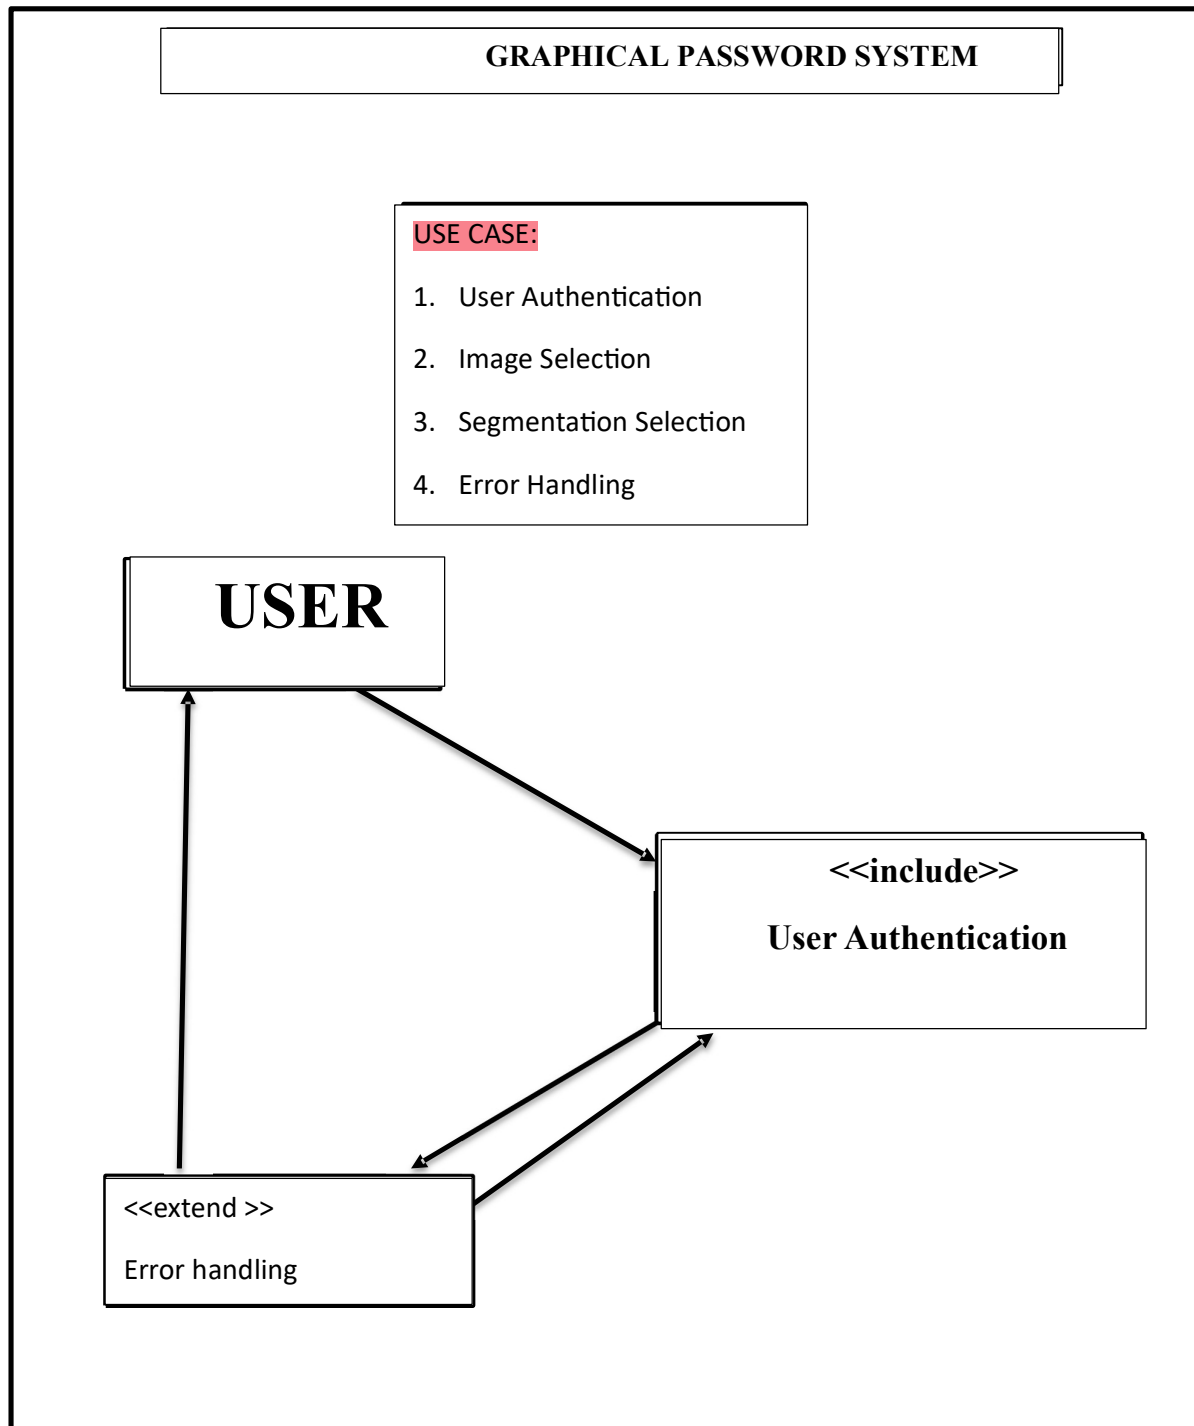 GRAPHICAL PASSWORD SYSTEM
USE CASE:
1. User Authentication
2. Image Selection
3. Segmentation Selection
4. Error Handling
USER
<<include>>
User Authentication
<<extend >>
Error handling